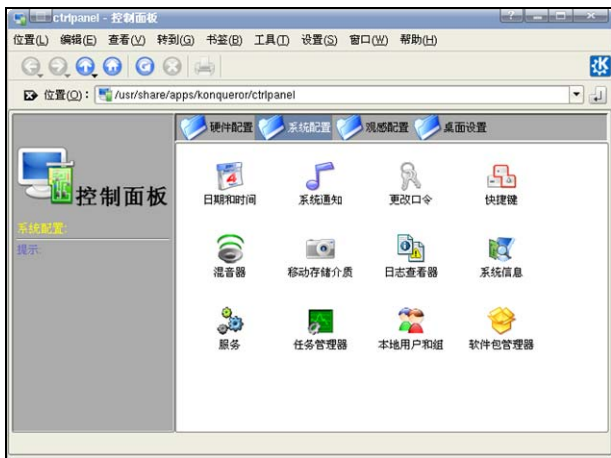 ctrlpanel - 控制面板
位置(L) 编辑(E) 查看(V) 转到(G) 书签(B) 工具(T) 设置(S) 窗口(W) 帮助(H)
位置(O): /usr/share/apps/konqueror/ctrlpanel
硬件配置 系统配置 观感配置 桌面设置
控制面板
系统配置:
提示:
日期和时间 系统通知 更改口令 快捷键
混音器 移动存储介质 日志查看器 系统信息
服务 任务管理器 本地用户和组 软件包管理器